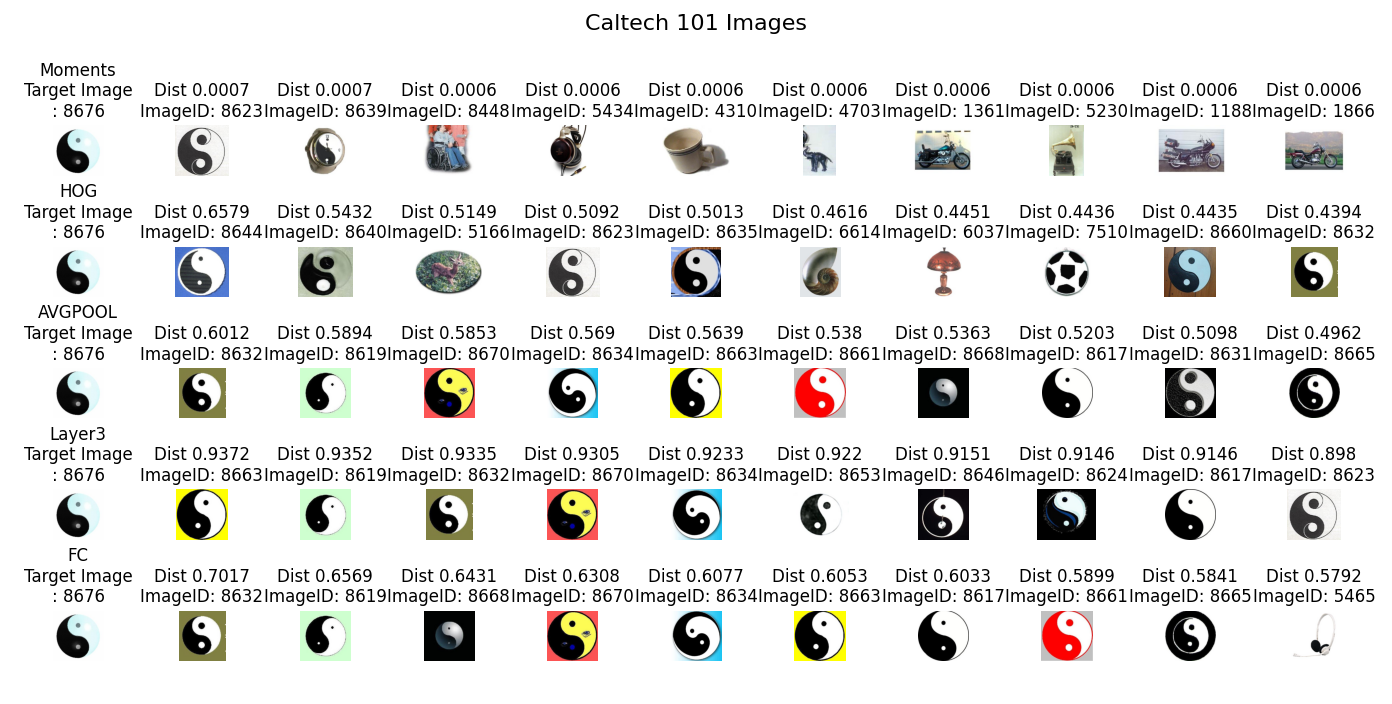 Caltech 101 Images
Moments
Target Image
: 8676
Dist 0.0007 Dist 0.0007 Dist 0.0006 Dist 0.0006 Dist 0.0006 Dist 0.0006 Dist 0.0006 Dist 0.0006 Dist 0.0006 Dist 0.0006
ImageID: 8623 ImageID: 8639 ImageID: 8448 ImageID: 5434 ImageID: 4310 ImageID: 4703 ImageID: 1361 ImageID: 5230 ImageID: 1188 ImageID: 1866
HOG
Target Image
: 8676
Dist 0.6579 Dist 0.5432 Dist 0.5149 Dist 0.5092 Dist 0.5013 Dist 0.4616 Dist 0.4451 Dist 0.4436 Dist 0.4435 Dist 0.4394
ImageID: 8644 ImageID: 8640 ImageID: 5166 ImageID: 8623 ImageID: 8635 ImageID: 6614 ImageID: 6037 ImageID: 7510 ImageID: 8660 ImageID: 8632
AVGPOOL
Target Image
: 8676
Dist 0.6012 Dist 0.5894 Dist 0.5853 Dist 0.569 Dist 0.5639 Dist 0.538 Dist 0.5363 Dist 0.5203 Dist 0.5098 Dist 0.4962
ImageID: 8632 ImageID: 8619 ImageID: 8670 ImageID: 8634 ImageID: 8663 ImageID: 8661 ImageID: 8668 ImageID: 8617 ImageID: 8631 ImageID: 8665
Layer3
Target Image
: 8676
Dist 0.9372 Dist 0.9352 Dist 0.9335 Dist 0.9305 Dist 0.9233 Dist 0.922 Dist 0.9151 Dist 0.9146 Dist 0.9146 Dist 0.898
ImageID: 8663 ImageID: 8619 ImageID: 8632 ImageID: 8670 ImageID: 8634 ImageID: 8653 ImageID: 8646 ImageID: 8624 ImageID: 8617 ImageID: 8623
FC
Target Image
: 8676
Dist 0.7017 Dist 0.6569 Dist 0.6431 Dist 0.6308 Dist 0.6077 Dist 0.6053 Dist 0.6033 Dist 0.5899 Dist 0.5841 Dist 0.5792
ImageID: 8632 ImageID: 8619 ImageID: 8668 ImageID: 8670 ImageID: 8634 ImageID: 8663 ImageID: 8617 ImageID: 8661 ImageID: 8665 ImageID: 5465